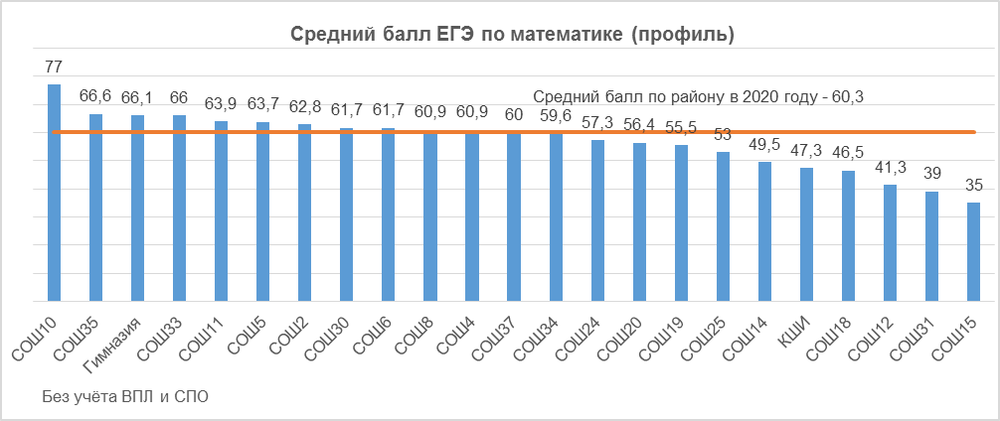 Средний балл ЕГЭ по математике (профиль)
77
66,6
66,1
66
63,9
63,7
62,8
61,7
61,7
60,9
60,9
60
59,6
57,3
56,4
55,5
53
49,5
47,3
46,5
41,3
39
35
Средний балл по району в 2020 году - 60,3
СОШ10
СОШ35
Гимназия
СОШ33
СОШ11
СОШ5
СОШ2
СОШ30
СОШ6
СОШ8
СОШ4
СОШ37
СОШ34
СОШ24
СОШ20
СОШ19
СОШ25
СОШ14
КШИ
СОШ18
СОШ12
СОШ31
СОШ15
Без учёта ВПЛ и СПО